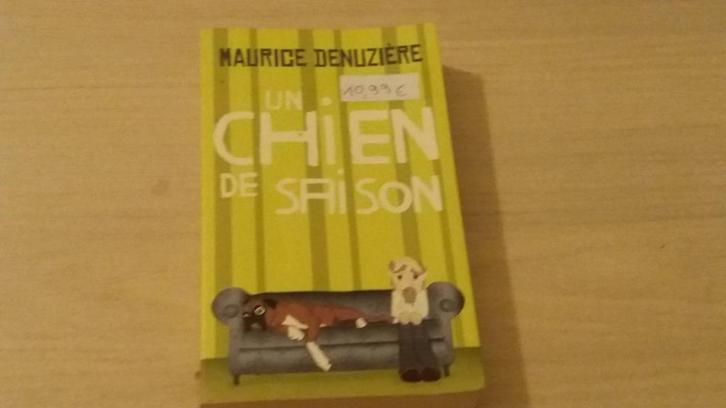 MAURICE DENUZIÈRE
10,99€
UN
CHiEN
DE SAiSON